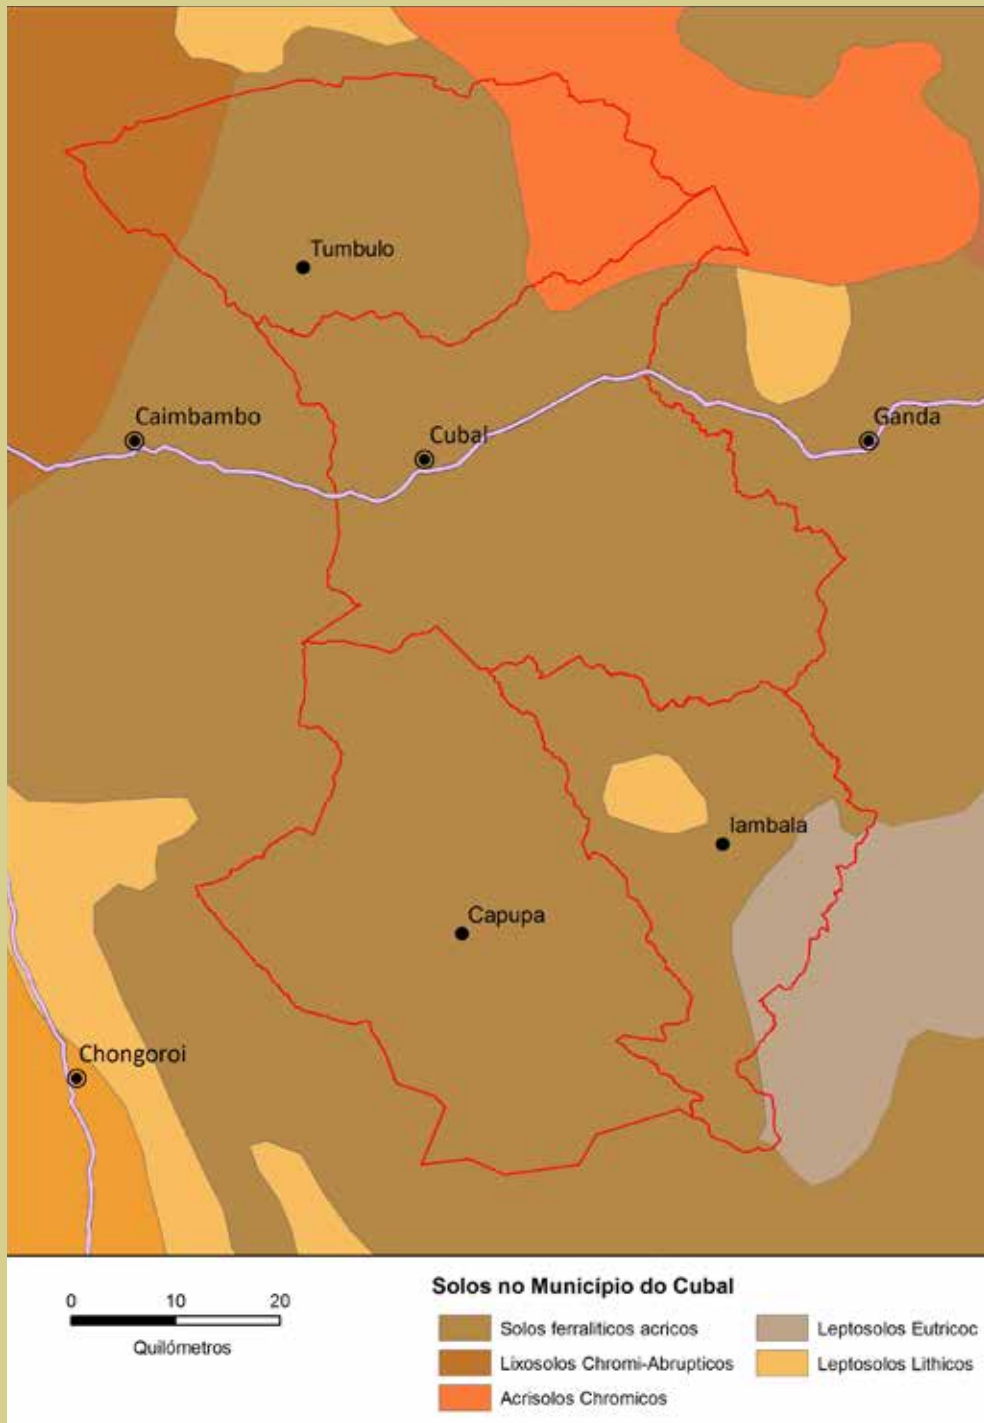 Tumbulo
Caimbambo
Cubal
Ganda
Iambala
Capupa
Chongoroi
0 10 20
Quilómetros
Solos no Município do Cubal
Solos ferraliticos acricos
Lixosolos Chromi-Abrupticos
Acrisolos Chromicos
Leptosolos Eutricoc
Leptosolos Lithicos